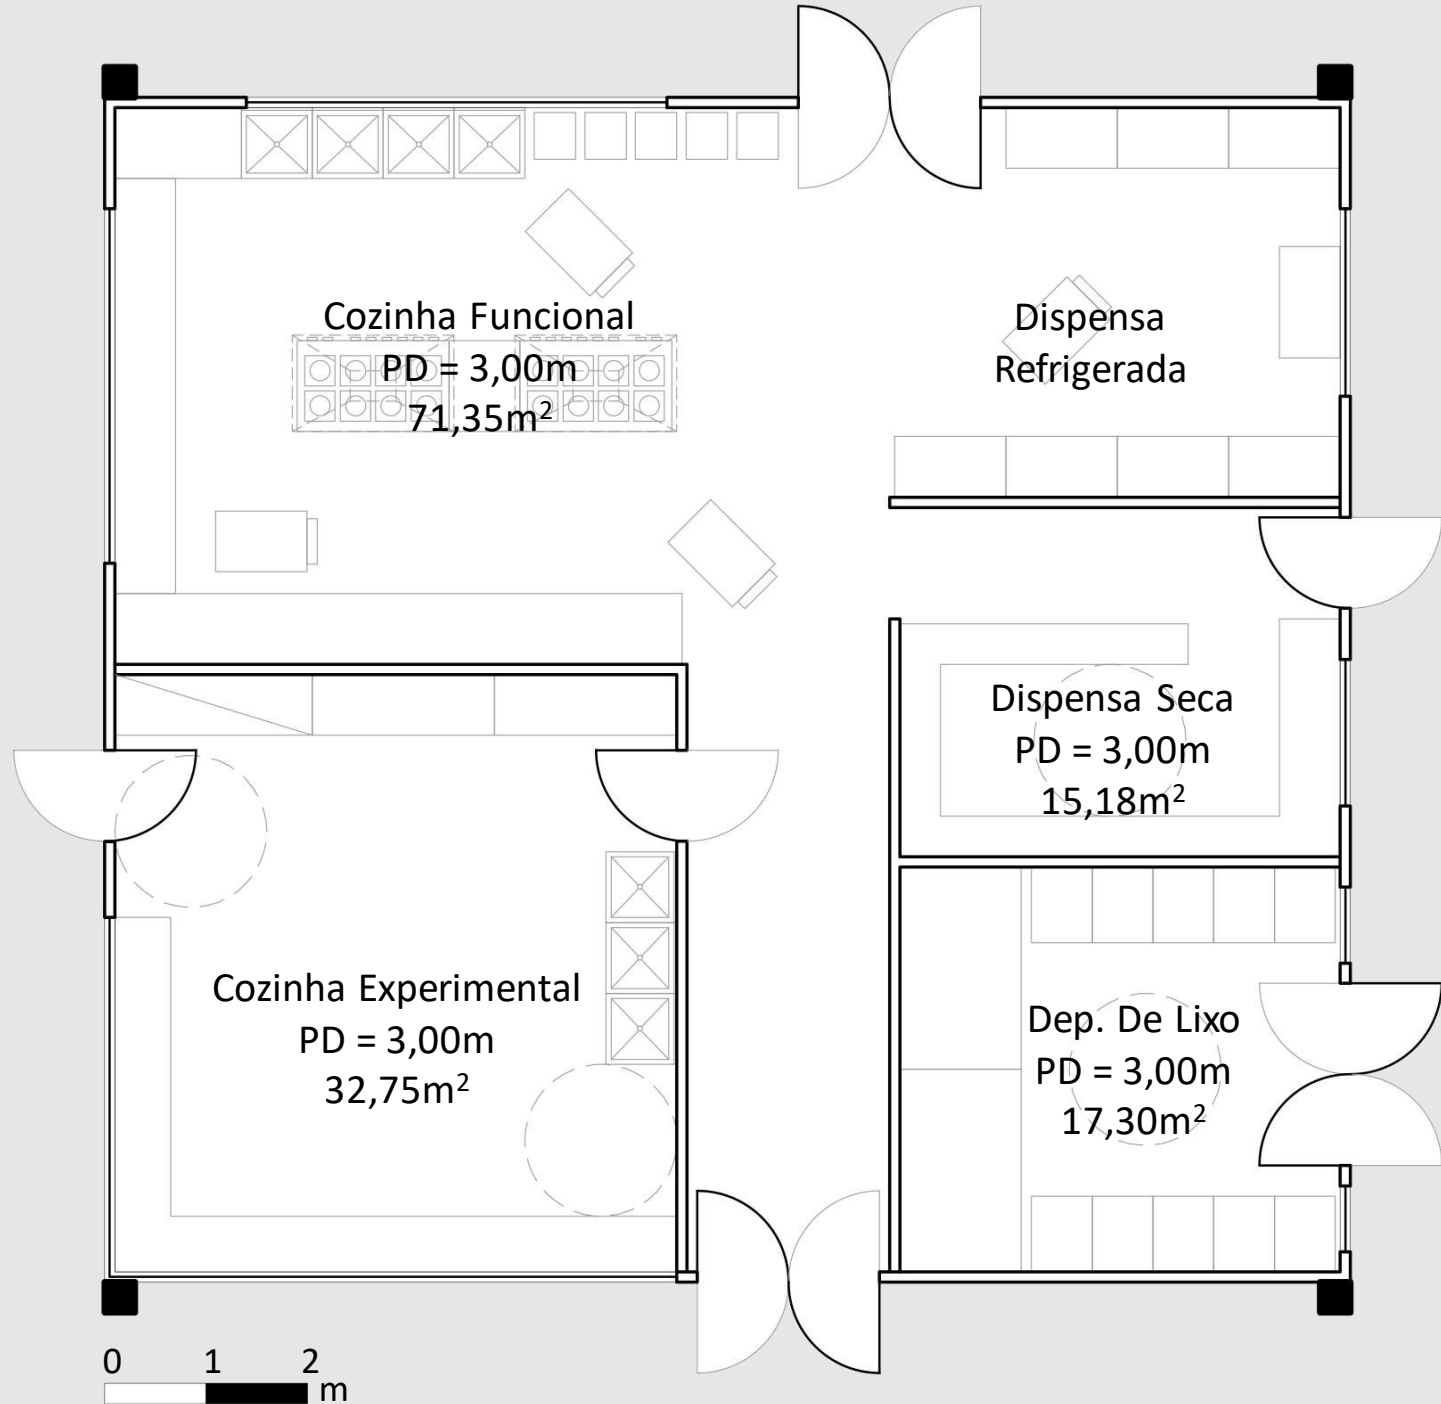 Cozinha Funcional
PD = 3,00m
71,35m²
Dispensa
Refrigerada
Dispensa Seca
PD = 3,00m
15,18m²
Cozinha Experimental
PD = 3,00m
32,75m²
Dep. De Lixo
PD = 3,00m
17,30m²
0 1 2
m